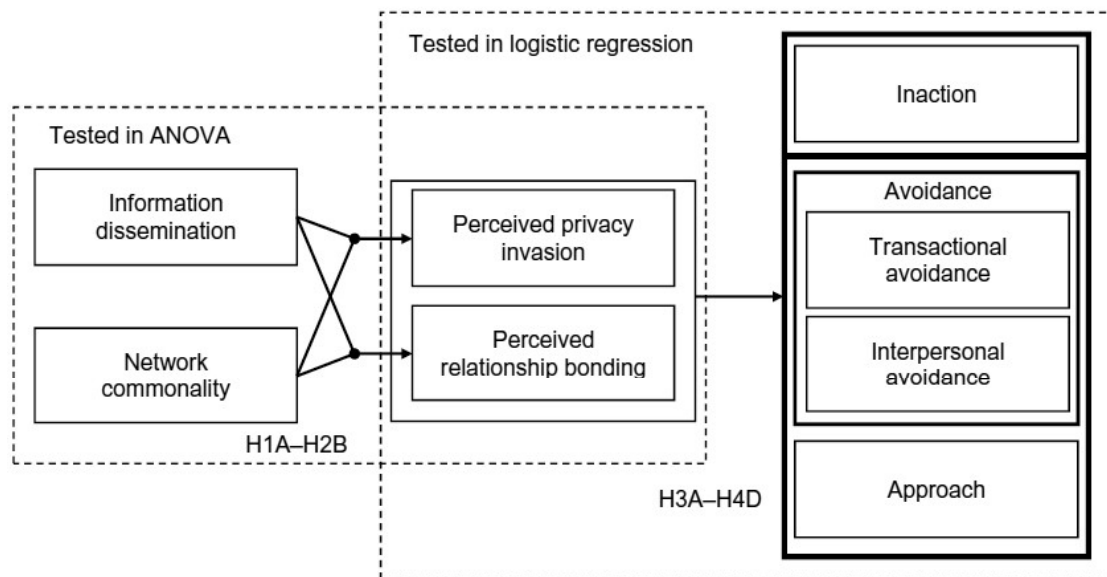 Tested in logistic regression
Inaction
Tested in ANOVA
Information
dissemination
Network
commonality
H1A–H2B
Perceived privacy
invasion
Perceived
relationship bonding
Avoidance
Transactional
avoidance
Interpersonal
avoidance
Approach
H3A–H4D